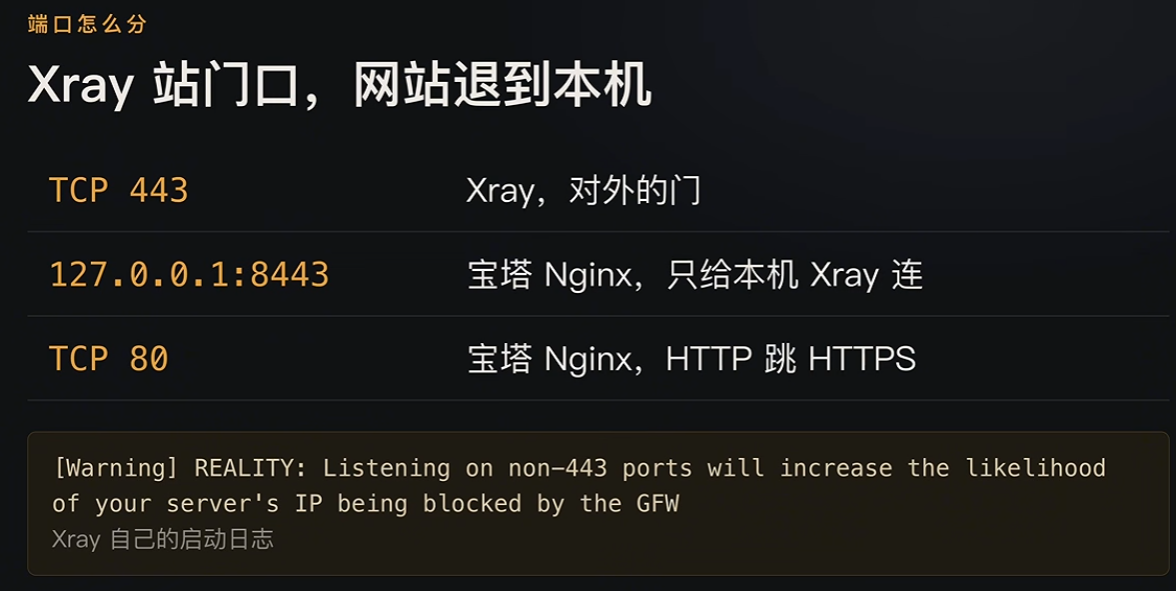 端口怎么分
Xray 站门口，网站退到本机
TCP 443
Xray，对外的门
127.0.0.1:8443
宝塔 Nginx，只给本机 Xray 连
TCP 80
宝塔 Nginx，HTTP 跳 HTTPS
[Warning] REALITY: Listening on non-443 ports will increase the likelihood
of your server's IP being blocked by the GFW
Xray 自己的启动日志